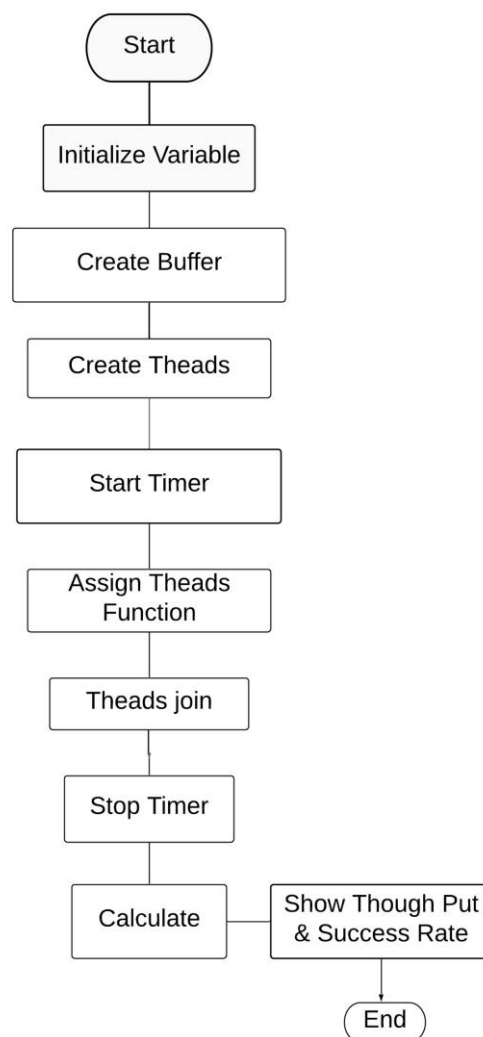 Start
Initialize Variable
Create Buffer
Create Theads
Start Timer
Assign Theads
Function
Theads join
Stop Timer
Calculate
Show Though Put
& Success Rate
End